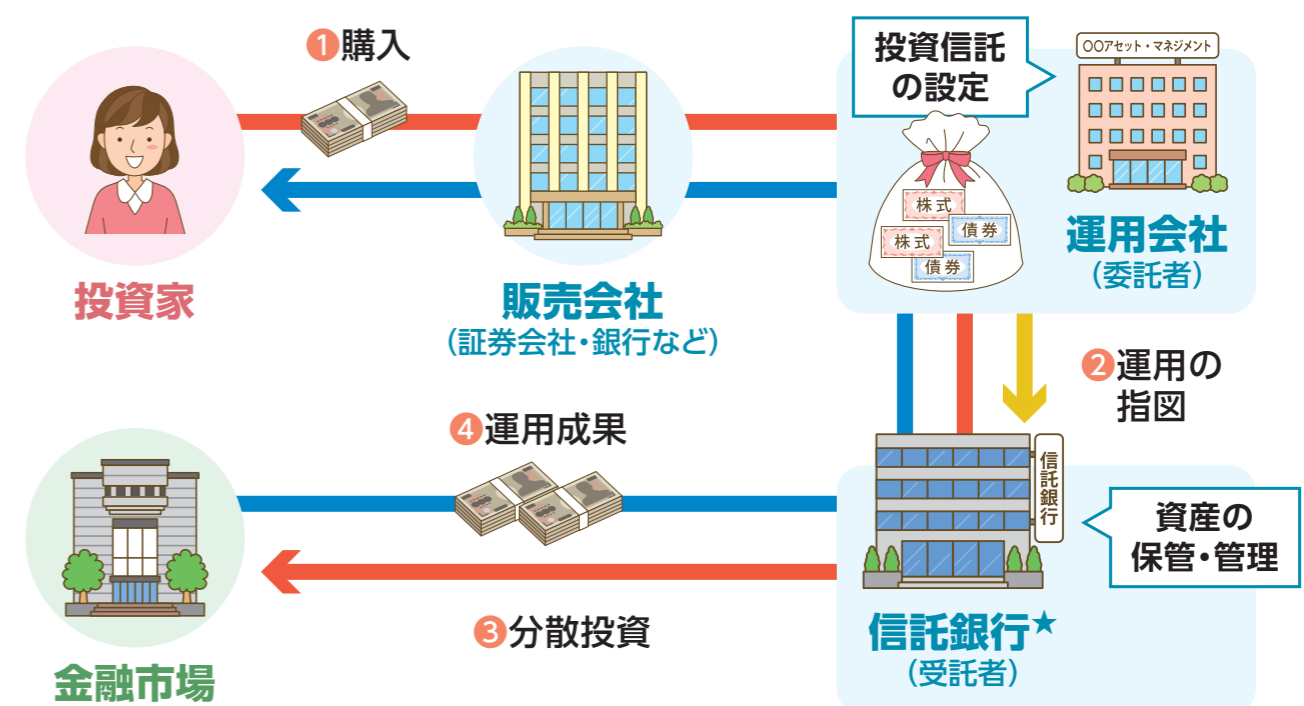 ❶購入
投資信託
の設定
〇〇アセット・マネジメント
株式
債券
株式
債券
投資家
販売会社
(証券会社・銀行など)
運用会社
(委託者)
❷運用の
指図
❹運用成果
信託銀行
資産の
保管・管理
❸分散投資
信託銀行★
(受託者)
金融市場